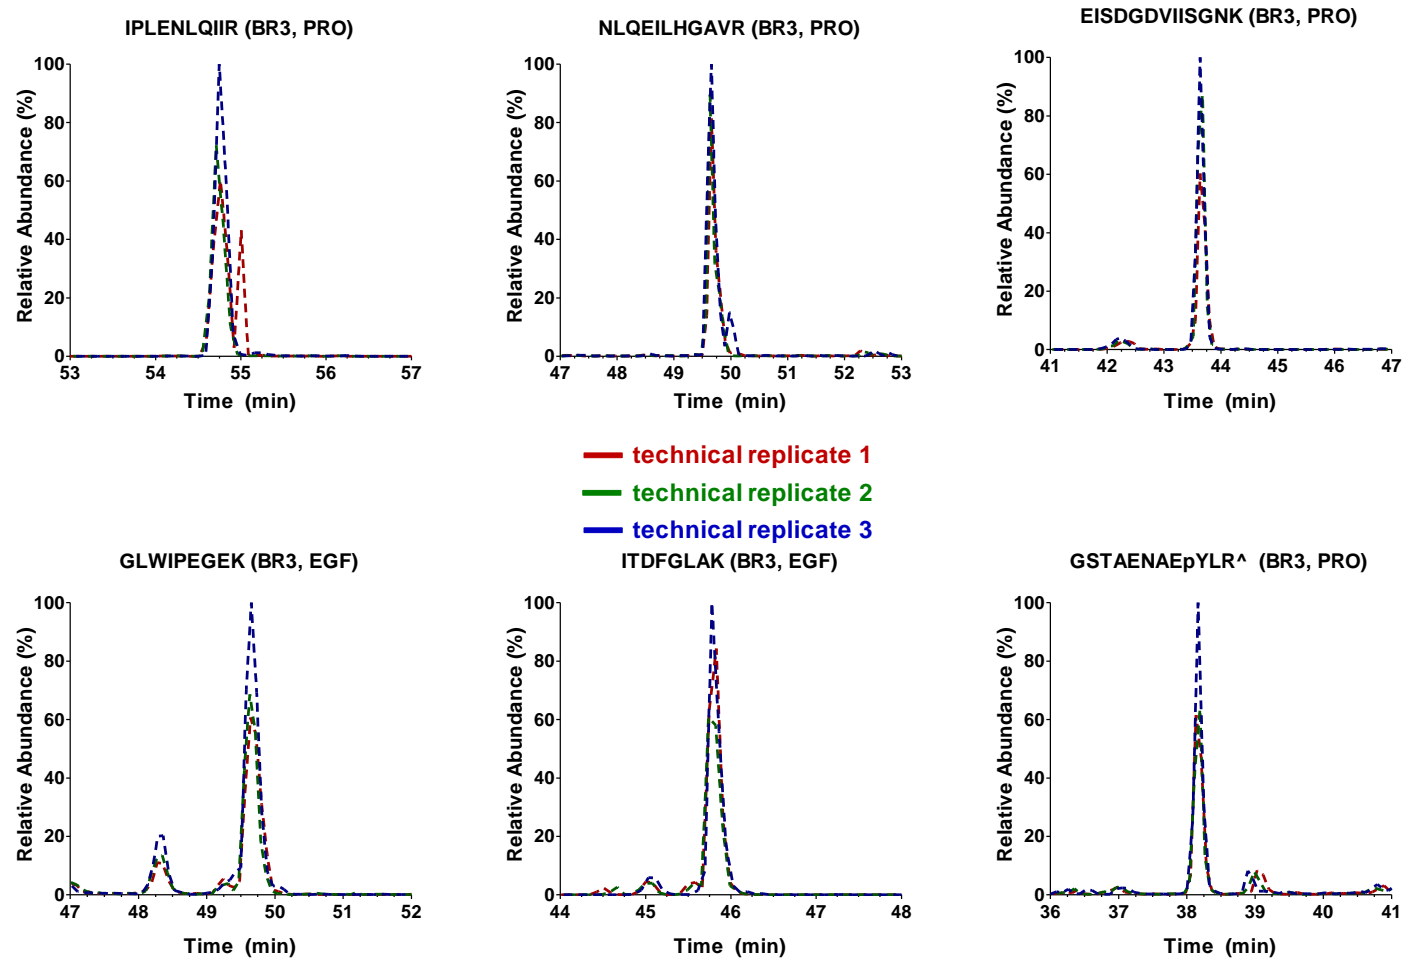 IPLENLQIIR (BR3, PRO)
Relative Abundance (%)
100
80
60
40
20
0
53 54 55 56 57
Time (min)
NLQEILHGAVR (BR3, PRO)
Relative Abundance (%)
100
80
60
40
20
0
47 48 49 50 51 52 53
Time (min)
EISDGDVIISGNK (BR3, PRO)
Relative Abundance (%)
100
80
60
40
20
0
41 42 43 44 45 46 47
Time (min)
technical replicate 1
technical replicate 2
technical replicate 3
GLWIPEGEK (BR3, EGF)
Relative Abundance (%)
100
80
60
40
20
0
47 48 49 50 51 52
Time (min)
ITDFGLAK (BR3, EGF)
Relative Abundance (%)
100
80
60
40
20
0
44 45 46 47 48
Time (min)
GSTAENAEpYLR^ (BR3, PRO)
Relative Abundance (%)
100
80
60
40
20
0
36 37 38 39 40 41
Time (min)